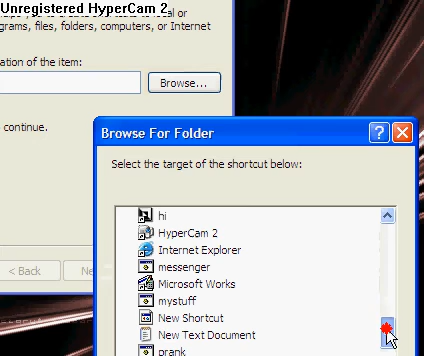 Unregistered HyperCam 2
al or
grams, files, folders, computers, or Internet
ation of the item:
Browse...
continue.
< Back
Ne
Browse For Folder
Select the target of the shortcut below:
hi
HyperCam 2
Internet Explorer
messenger
Microsoft Works
mystuff
New Shortcut
New Text Document
prank